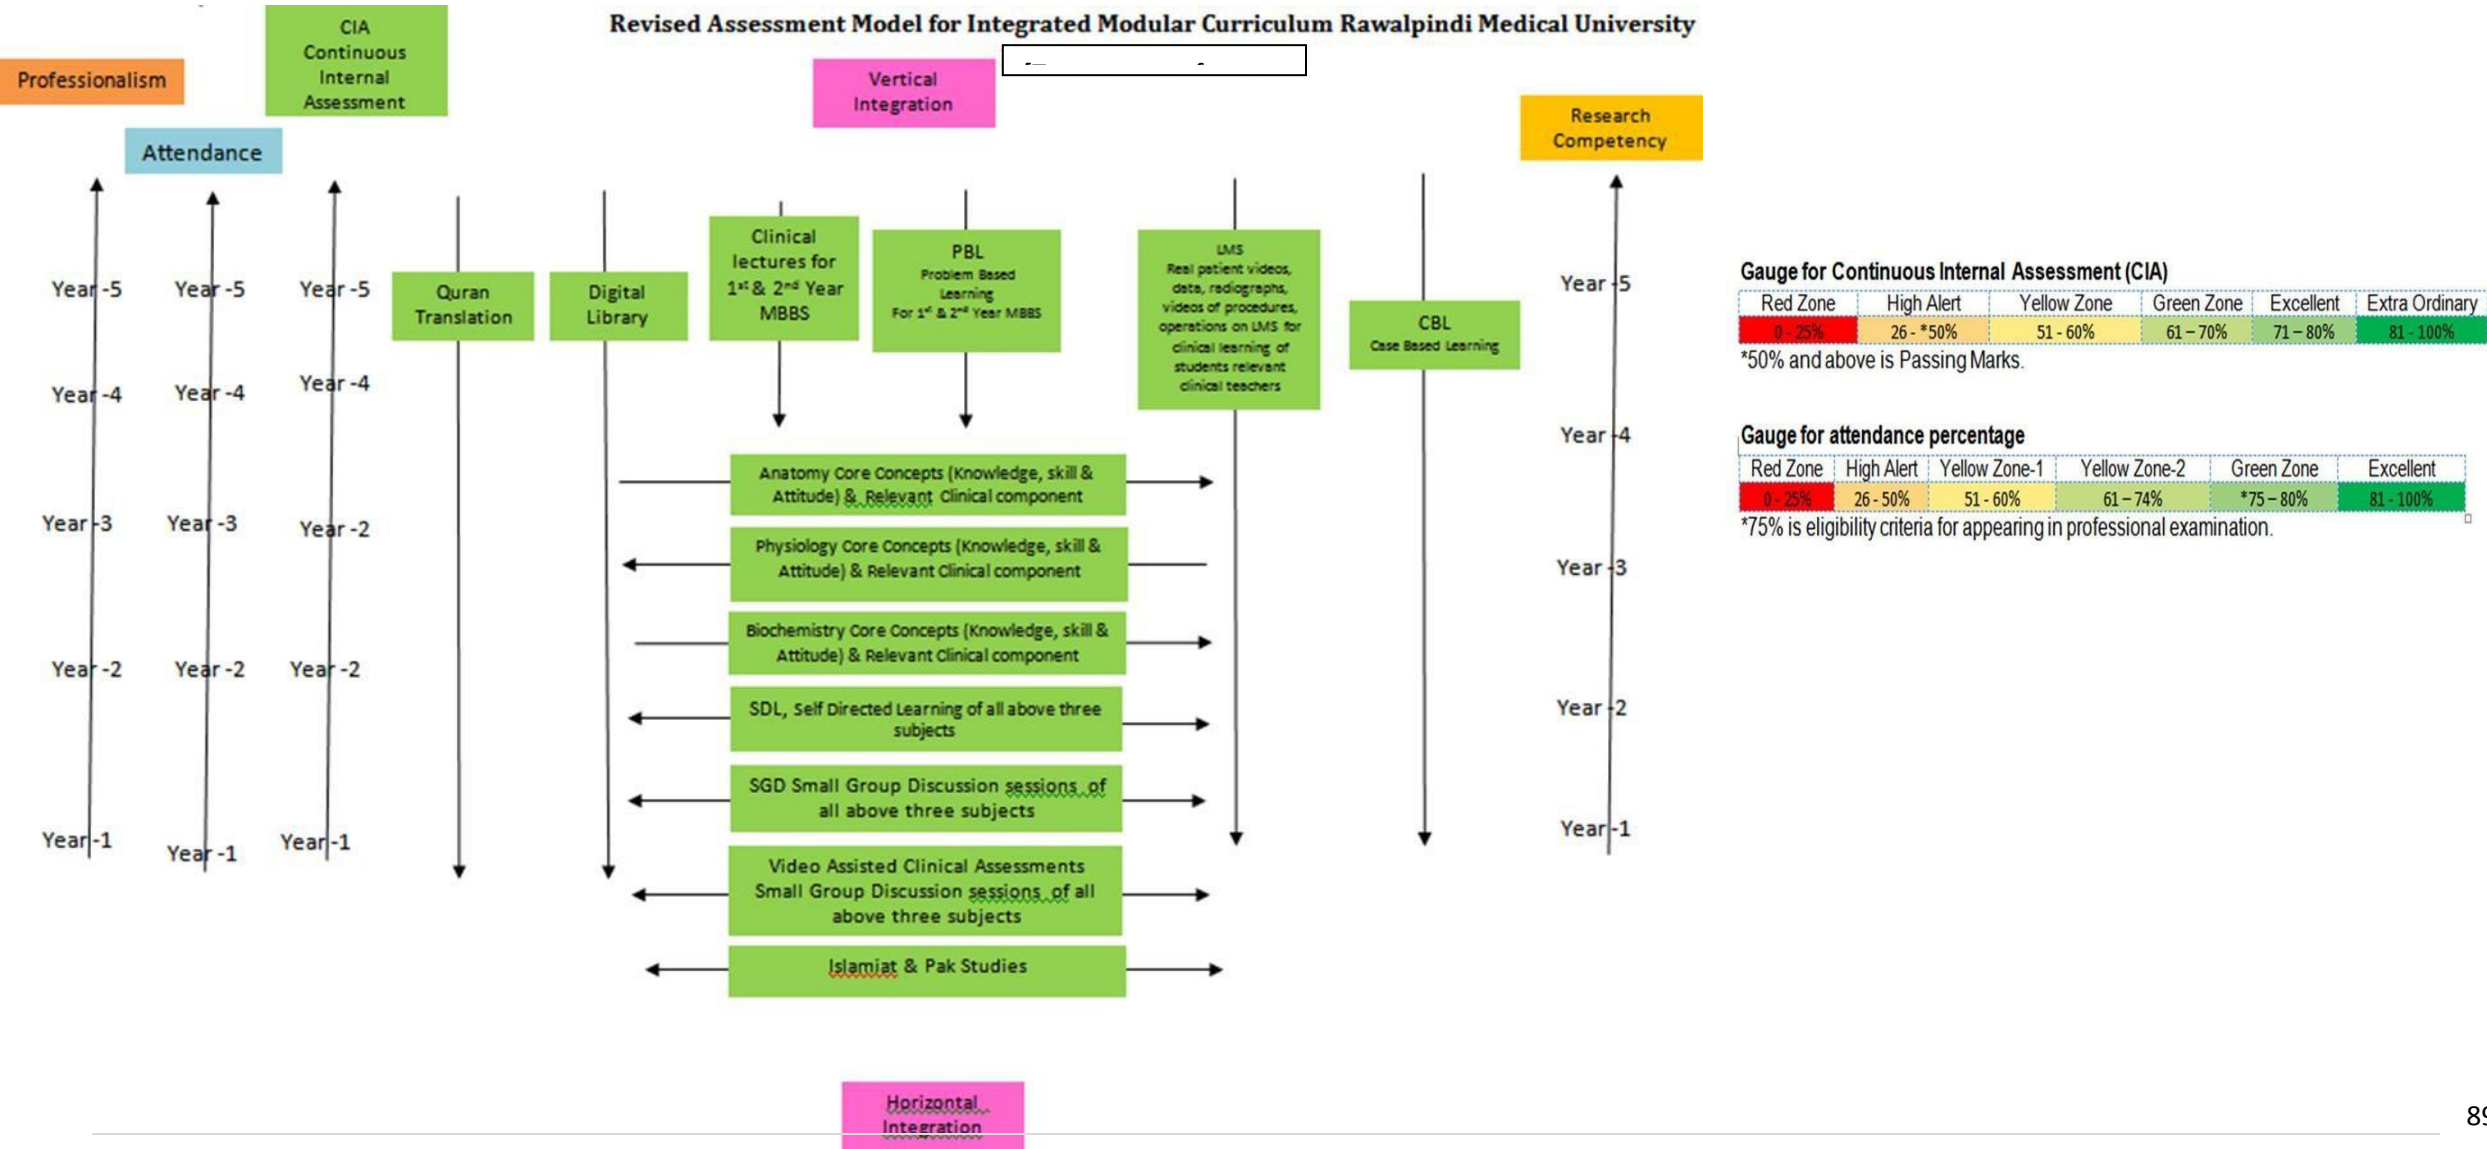 Revised Assessment Model for Integrated Modular Curriculum Rawalpindi Medical University
Professionalism
Attendance
CIA
Continuous
Internal
Assessment
Vertical
Integration
Research
Competency
Year -5
Year -4
Year -3
Year -2
Year -1
Year -5
Year -4
Year -3
Year -2
Year -1
Year -5
Year -4
Year -2
Year -2
Year -1
Quran
Translation
Digital
Library
Clinical
lectures for
1st & 2nd Year
MBBS
PBL
Problem Based
Learning
For 1st & 2nd Year MBBS
LMS
Real patient videos,
data, radiographs,
videos of procedures,
operations on LMS for
clinical learning of
students relevant
clinical teachers
CBL
Case Based Learning
Anatomy Core Concepts (Knowledge, skill &
Attitude) & Relevant Clinical component
Physiology Core Concepts (Knowledge, skill &
Attitude) & Relevant Clinical component
Biochemistry Core Concepts (Knowledge, skill &
Attitude) & Relevant Clinical component
SDL, Self Directed Learning of all above three
subjects
SGD Small Group Discussion sessions of
all above three subjects
Video Assisted Clinical Assessments
Small Group Discussion sessions of all
above three subjects
Islamiat & Pak Studies
Year -5
Year -4
Year -3
Year -2
Year -1
Horizontal
Integration
Gauge for Continuous Internal Assessment (CIA)
Red Zone High Alert Yellow Zone Green Zone Excellent Extra Ordinary
0 - 25% 26 - *50% 51 - 60% 61 – 70% 71 – 80% 81 - 100%
*50% and above is Passing Marks.
Gauge for attendance percentage
Red Zone High Alert Yellow Zone-1 Yellow Zone-2 Green Zone Excellent
0 - 25% 26 - 50% 51 - 60% 61 – 74% *75 – 80% 81 - 100%
*75% is eligibility criteria for appearing in professional examination.